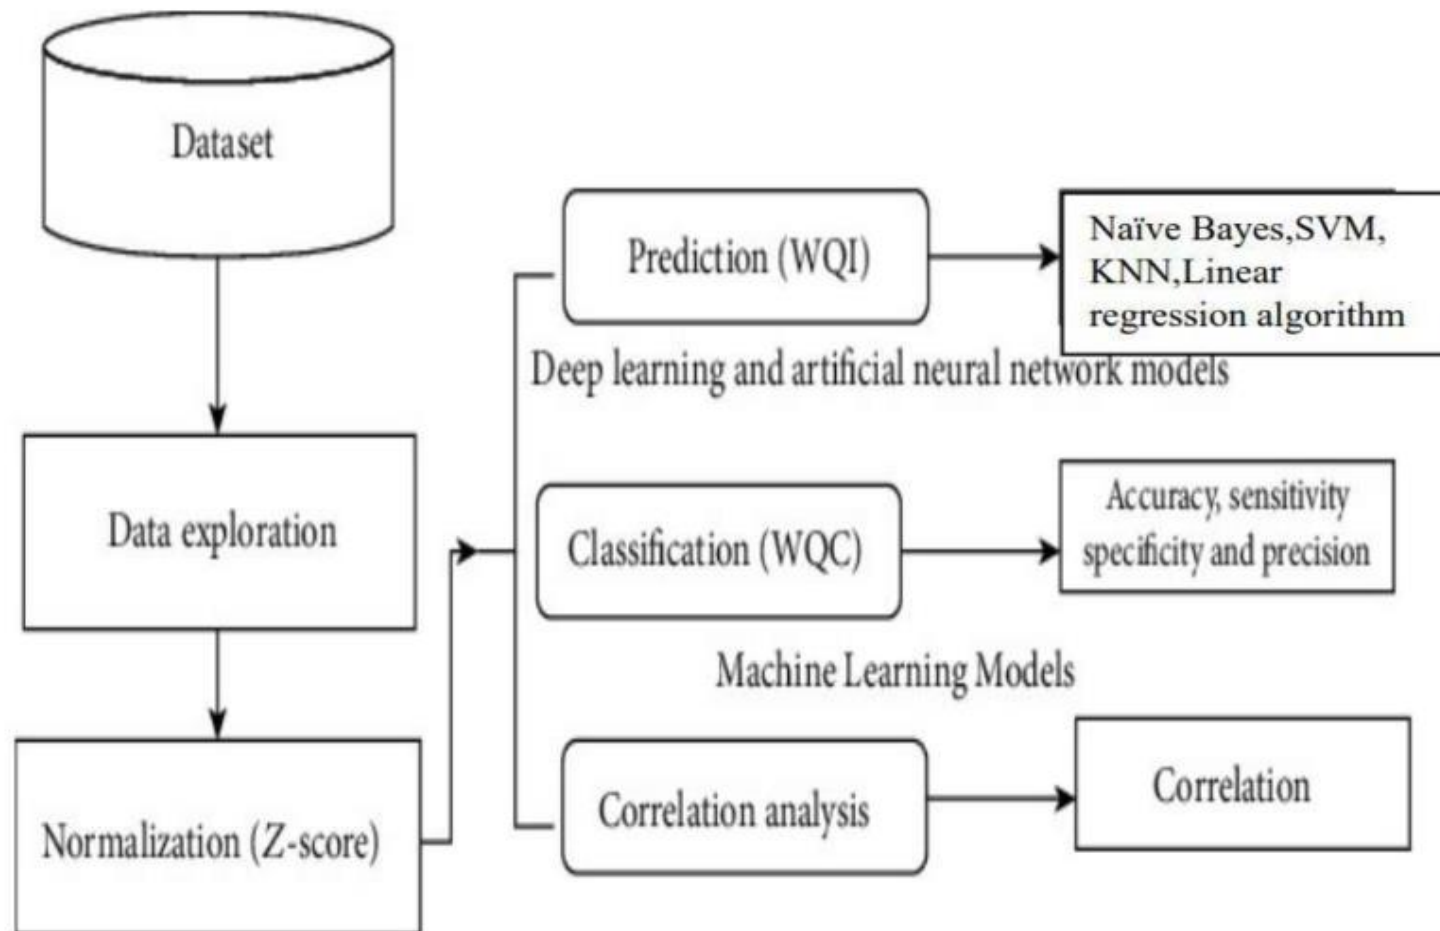 Dataset
Data exploration
Normalization (Z-score)
Prediction (WQI)
Naïve Bayes,SVM,
KNN,Linear
regression algorithm
Deep learning and artificial neural network models
Classification (WQC)
Accuracy, sensitivity
specificity and precision
Machine Learning Models
Correlation analysis
Correlation